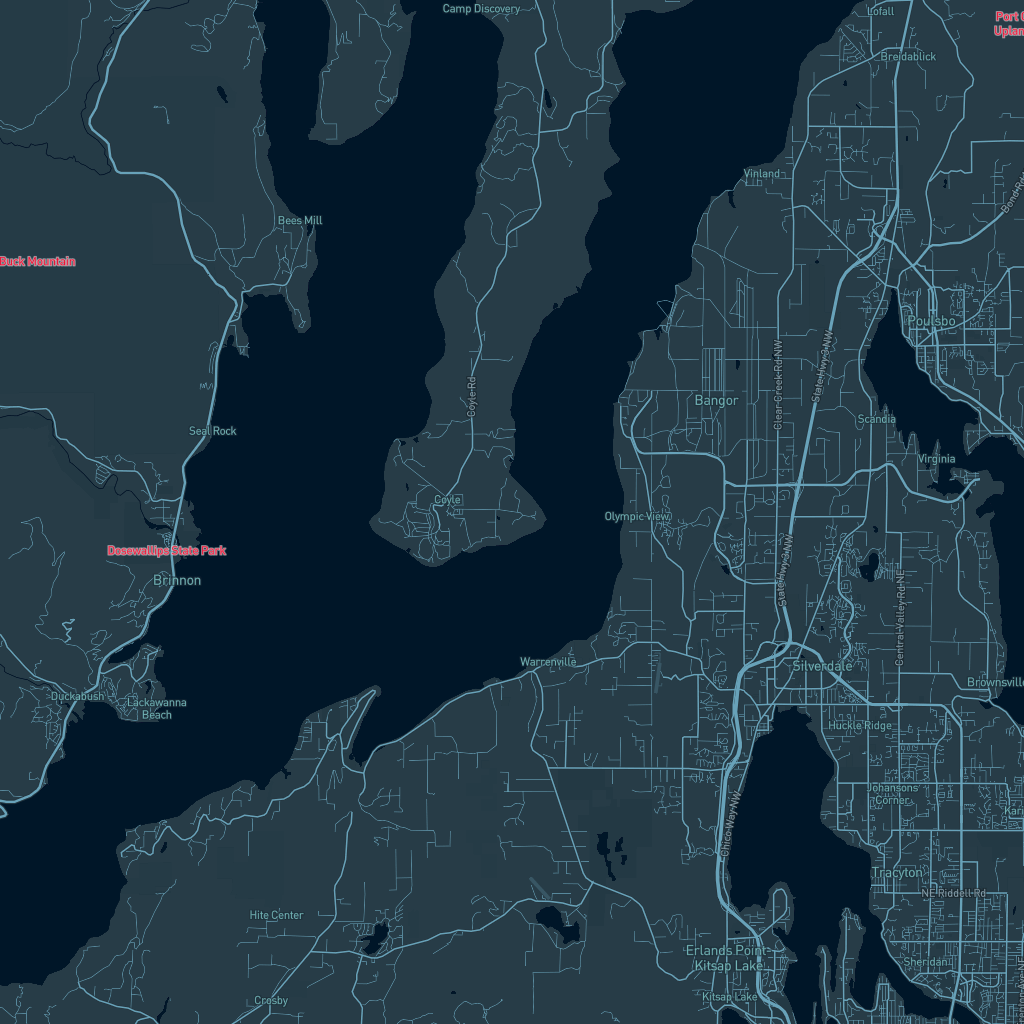 Camp Discovery
Lofall
Port G
Uplan
Breidablick
Vinland
Bond Rd
Bees Mill
Buck Mountain
Poulsbo
State Hwy 3 NW
Clear Creek Rd NW
Coyle Rd
Bangor
Scandia
Seal Rock
Virginia
Coyle
Olympic View
Dosewallips State Park
State Hwy 3 NW
Brinnon
Central Valley Rd NE
Warrenville
Silverdale
Brownsville
Duckabush
Lackawanna
Beach
Huckle Ridge
Johansons
Corner
Kari
Chico Way NW
Tracyton
NE Riddell Rd
Hite Center
Erlands Point-
Kitsap Lake
Sheridan
Kitsap Lake
Crosby